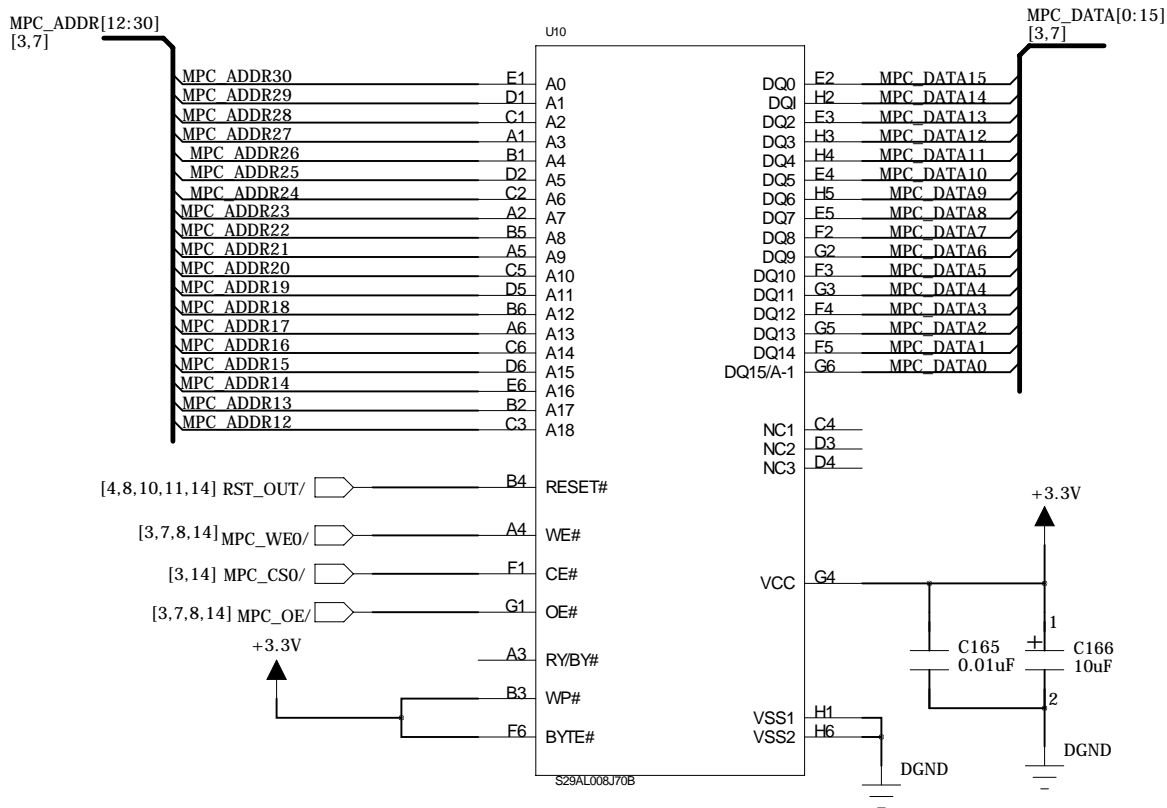 MPC_ADDR[12:30]
[3,7]
MPC_DATA[0:15]
[3,7]
U10
MPC_ADDR30 E1 A0 DQ0 E2 MPC_DATA15
MPC_ADDR29 D1 A1 DQI H2 MPC_DATA14
MPC_ADDR28 C1 A2 DQ2 E3 MPC_DATA13
MPC_ADDR27 A1 A3 DQ3 H3 MPC_DATA12
MPC_ADDR26 B1 A4 DQ4 H4 MPC_DATA11
MPC_ADDR25 D2 A5 DQ5 E4 MPC_DATA10
MPC_ADDR24 C2 A6 DQ6 H5 MPC_DATA9
MPC_ADDR23 A2 A7 DQ7 E5 MPC_DATA8
MPC_ADDR22 B5 A8 DQ8 F2 MPC_DATA7
MPC_ADDR21 A5 A9 DQ9 G2 MPC_DATA6
MPC_ADDR20 C5 A10 DQ10 F3 MPC_DATA5
MPC_ADDR19 D5 A11 DQ11 G3 MPC_DATA4
MPC_ADDR18 B6 A12 DQ12 F4 MPC_DATA3
MPC_ADDR17 A6 A13 DQ13 G5 MPC_DATA2
MPC_ADDR16 C6 A14 DQ14 F5 MPC_DATA1
MPC_ADDR15 D6 A15 DQ15/A-1 G6 MPC_DATA0
MPC_ADDR14 E6 A16
MPC_ADDR13 B2 A17
MPC_ADDR12 C3 A18 NC1 C4
NC2 D3
NC3 D4
[4,8,10,11,14] RST_OUT/ B4 RESET#
+3.3V
[3,7,8,14] MPC_WE0/ A4 WE#
[3,14] MPC_CS0/ F1 CE# VCC G4
[3,7,8,14] MPC_OE/ G1 OE#
+3.3V
A3 RY/BY#
C165
0.01uF
1
+
C166
10uF
2
B3 WP#
VSS1 H1
F6 BYTE# VSS2 H6
DGND
DGND
S29AL008J70B